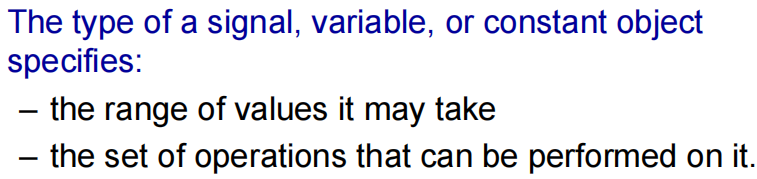 The type of a signal, variable, or constant object
specifies:
– the range of values it may take
– the set of operations that can be performed on it.